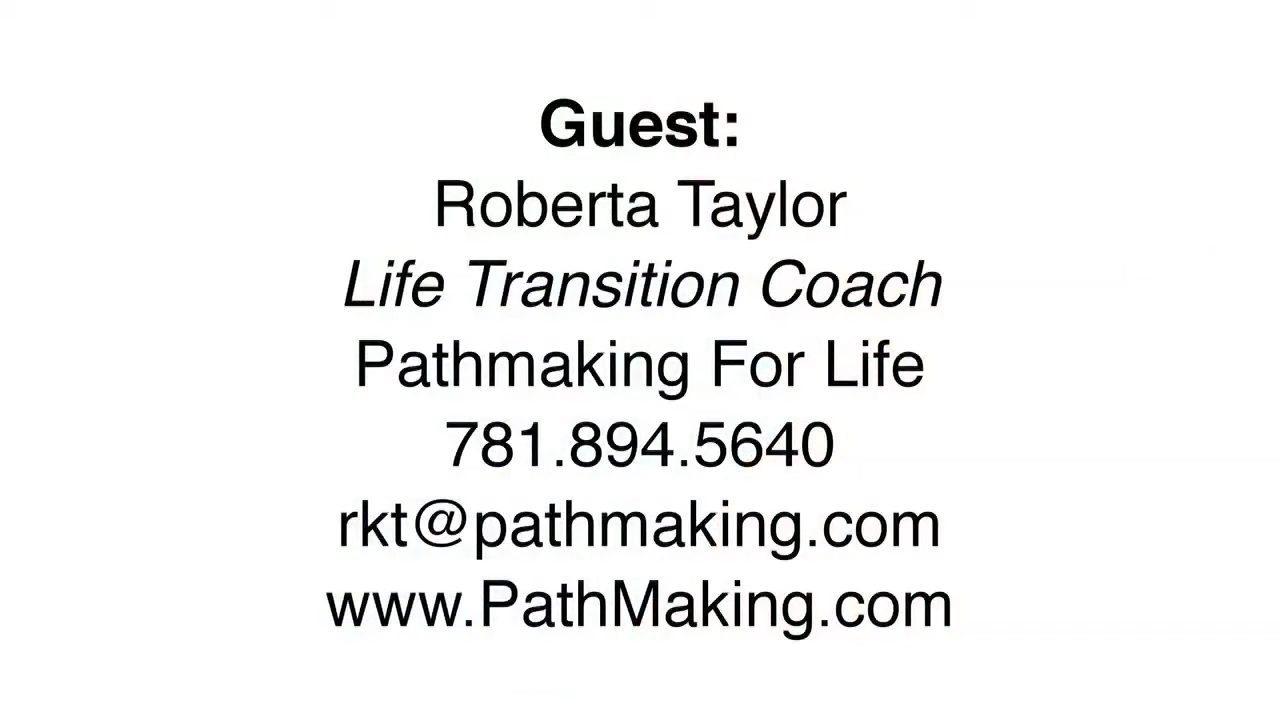 Guest:
Roberta Taylor
Life Transition Coach
Pathmaking For Life
781.894.5640
rkt@pathmaking.com
www.PathMaking.com